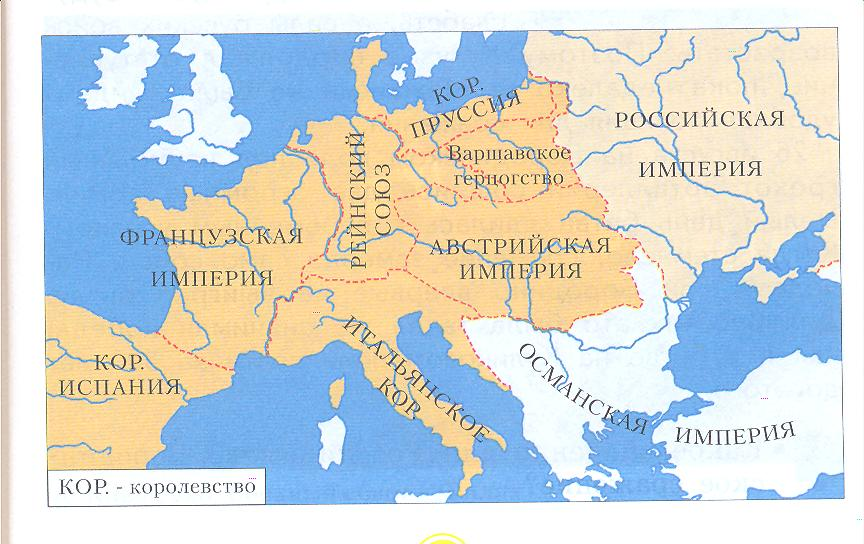 КОР.
ПРУССИЯ
РОССИЙСКАЯ
ИМПЕРИЯ
Варшавское
герцогство
РЕЙНСКИЙ
СОЮЗ
ФРАНЦУЗСКАЯ
ИМПЕРИЯ
АВСТРИЙСКАЯ
ИМПЕРИЯ
КОР.
ИСПАНИЯ
ИТАЛЬЯНСКОЕ
КОР.
ОСМАНСКАЯ
ИМПЕРИЯ
КОР. - королевство